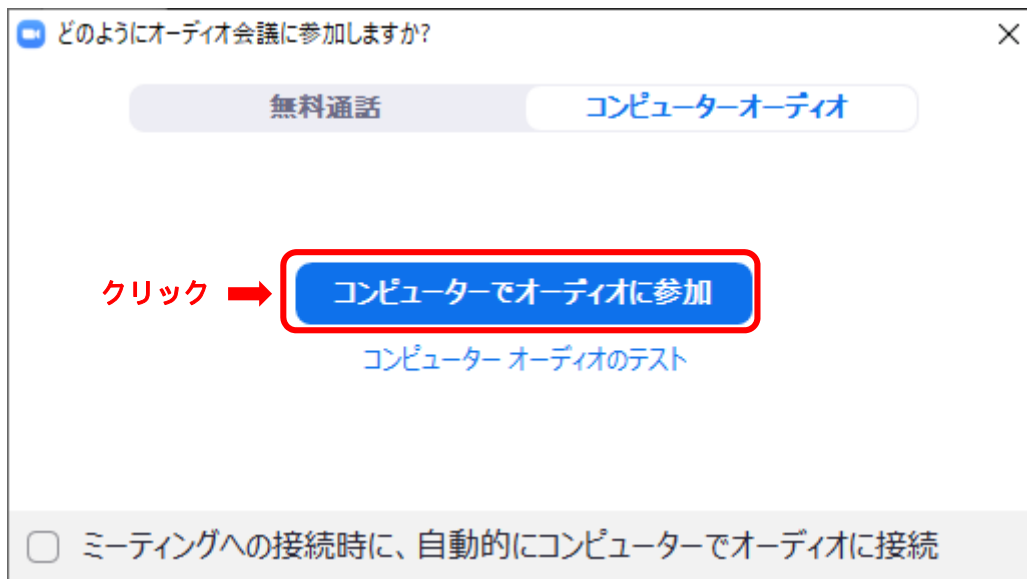 どのようにオーディオ会議に参加しますか?
無料通話 コンピューターオーディオ
クリック コンピューターでオーディオに参加
コンピューター オーディオのテスト
ミーティングへの接続時に、自動的にコンピューターでオーディオに接続